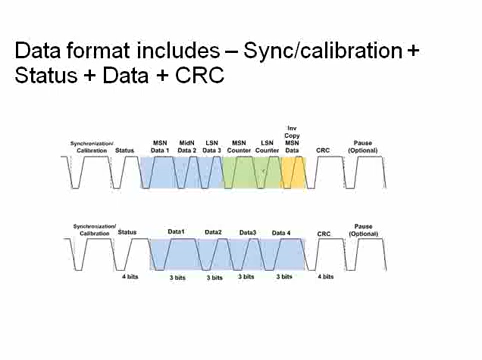 Data format includes – Sync/calibration +
Status + Data + CRC
Inv
Copy
Synchronization/ MSN MidN LSN MSN LSN MSN Pause
Calibration Status Data 1 Data 2 Data 3 Counter Counter Data CRC (Optional)
Synchronization/ Status Data1 Data2 Data3 Data 4 CRC Pause
Calibration (Optional)
4 bits 3 bits 3 bits 3 bits 3 bits 4 bits